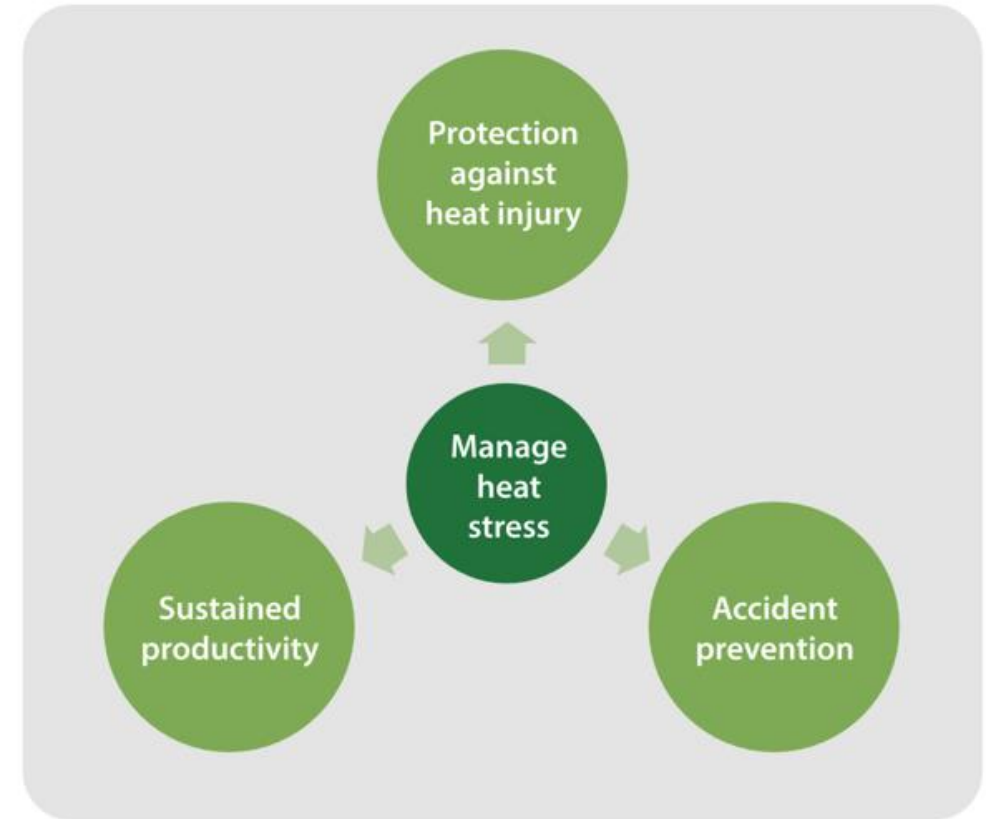 Protection
against
heat injury
Manage
heat
stress
Sustained
productivity
Accident
prevention